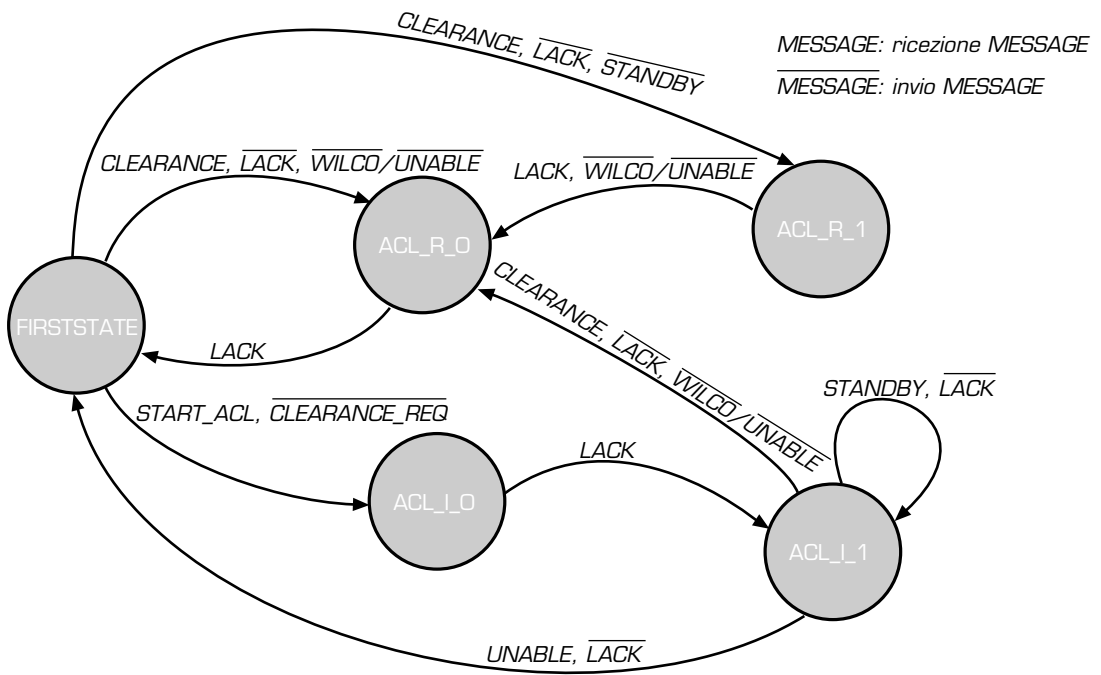 CLEARANCE, LACK, STANDBY
MESSAGE: ricezione MESSAGE
MESSAGE: invio MESSAGE
CLEARANCE, LACK, WILCO/UNABLE
LACK, WILCO/UNABLE
ACL_R_0
ACL_R_1
CLEARANCE, LACK, WILCO/UNABLE
FIRSTSTATE
LACK
START_ACL, CLEARANCE_REQ
STANDBY, LACK
LACK
ACL_I_0
ACL_I_1
UNABLE, LACK